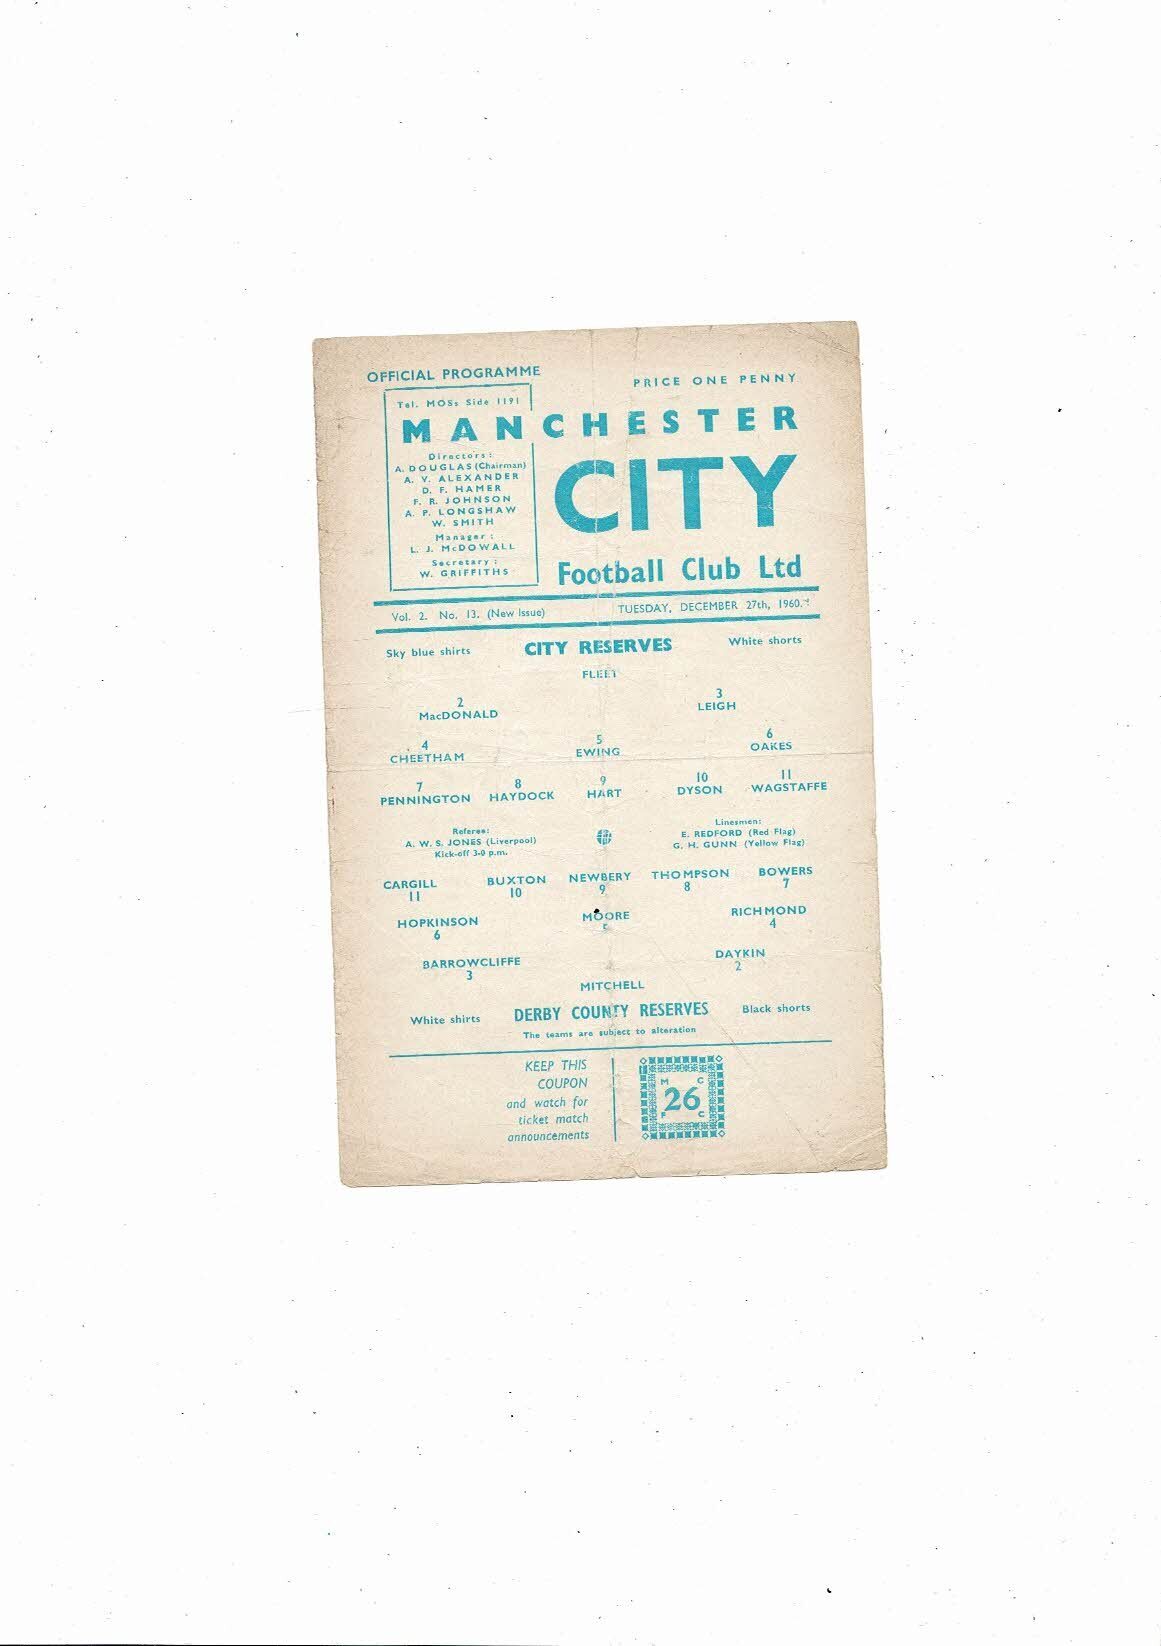 OFFICIAL PROGRAMME
PRICE ONE PENNY
Tel. MOSs Side 1191
MANCHESTER
CITY
Football Club Ltd
Directors:
A. DOUGLAS (Chairman)
A. V. ALEXANDER
D. F. HAMER
F. R. JOHNSON
A. P. LONGSHAW
W. SMITH
Manager:
L. J. McDOWALL
Secretary:
W. GRIFFITHS
Vol. 2. No. 13. (New Issue)
TUESDAY, DECEMBER 27th, 1960.
Sky blue shirts CITY RESERVES White shorts
FLEET
2 3
MacDONALD LEIGH
4 5 6
CHEETHAM EWING OAKES
7 8 9 10 11
PENNINGTON HAYDOCK HART DYSON WAGSTAFFE
Referee:
A. W. S. JONES (Liverpool)
Kick-off 3-0 p.m.
Linesmen:
E. REDFORD (Red Flag)
G. H. GUNN (Yellow Flag)
CARGILL BUXTON NEWBERY THOMPSON BOWERS
11 10 9 8 7
HOPKINSON MOORE RICHMOND
6 5 4
BARROWCLIFFE DAYKIN
3 2
MITCHELL
White shirts DERBY COUNTY RESERVES Black shorts
The teams are subject to alteration
KEEP THIS
COUPON
and watch for
ticket match
announcements
M C
26
F C